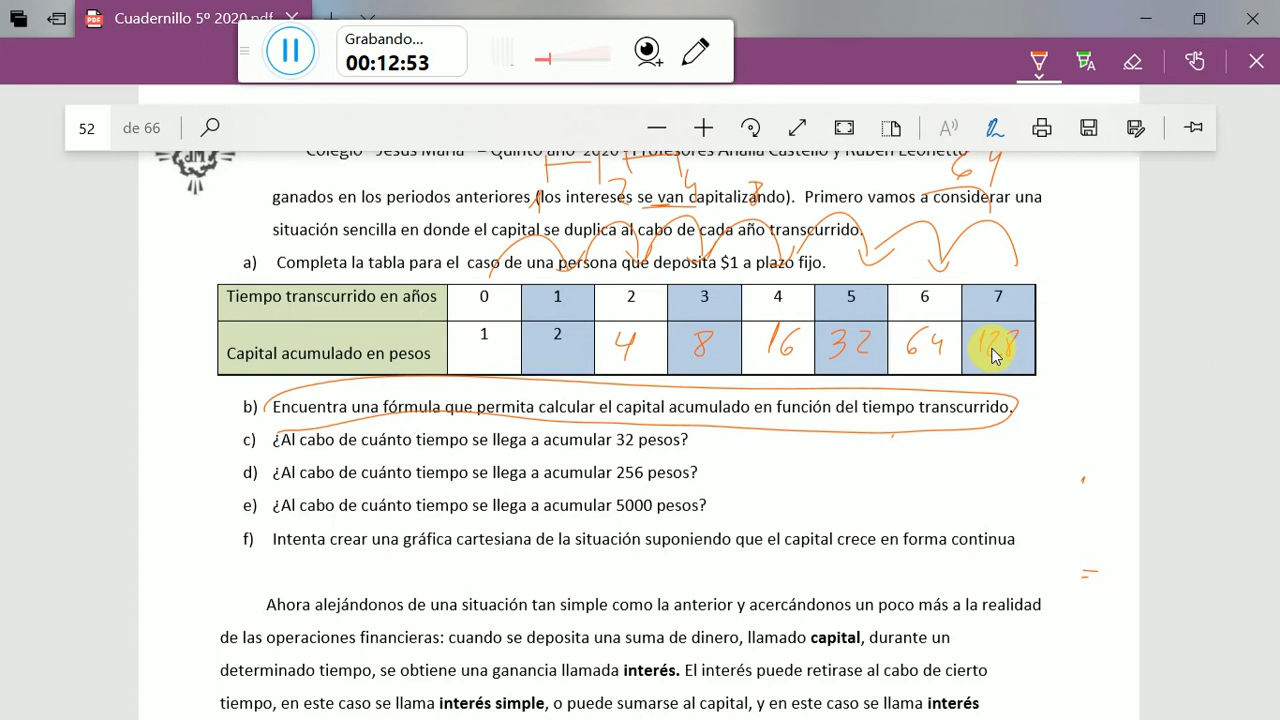 Cuadernillo 5º 2020.pdf
Grabando...
00:12:53
52 de 66
Colegio "Jesús María" – Quinto año 2020 - Profesores Analía Castello y Rubén Leonetto
64
1 2 4 8
ganados en los periodos anteriores (los intereses se van capitalizando). Primero vamos a considerar una
situación sencilla en donde el capital se duplica al cabo de cada año transcurrido.
a) Completa la tabla para el caso de una persona que deposita $1 a plazo fijo.
Tiempo transcurrido en años 0 1 2 3 4 5 6 7
Capital acumulado en pesos 1 2 4 8 16 32 64 128
b) Encuentra una fórmula que permita calcular el capital acumulado en función del tiempo transcurrido.
c) ¿Al cabo de cuánto tiempo se llega a acumular 32 pesos?
d) ¿Al cabo de cuánto tiempo se llega a acumular 256 pesos?
e) ¿Al cabo de cuánto tiempo se llega a acumular 5000 pesos?
f) Intenta crear una gráfica cartesiana de la situación suponiendo que el capital crece en forma continua
=
Ahora alejándonos de una situación tan simple como la anterior y acercándonos un poco más a la realidad
de las operaciones financieras: cuando se deposita una suma de dinero, llamado capital, durante un
determinado tiempo, se obtiene una ganancia llamada interés. El interés puede retirase al cabo de cierto
tiempo, en este caso se llama interés simple, o puede sumarse al capital, y en este caso se llama interés